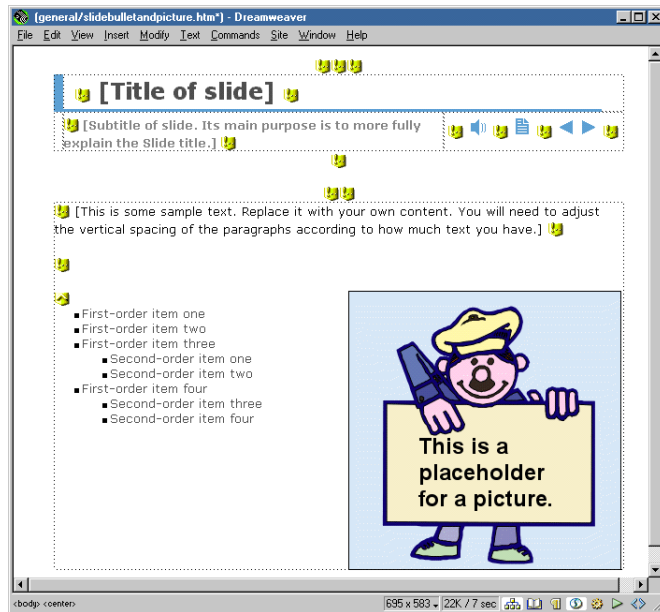 (general/slidebulletandpicture.htm*) - Dreamweaver
File Edit View Insert Modify Text Commands Site Window Help
[Title of slide]
[Subtitle of slide. Its main purpose is to more fully
explain the Slide title.]
[This is some sample text. Replace it with your own content. You will need to adjust
the vertical spacing of the paragraphs according to how much text you have.]
First-order item one
First-order item two
First-order item three
Second-order item one
Second-order item two
First-order item four
Second-order item three
Second-order item four
This is a
placeholder
for a picture.
<body> <center> 695 x 583 22K / 7 sec